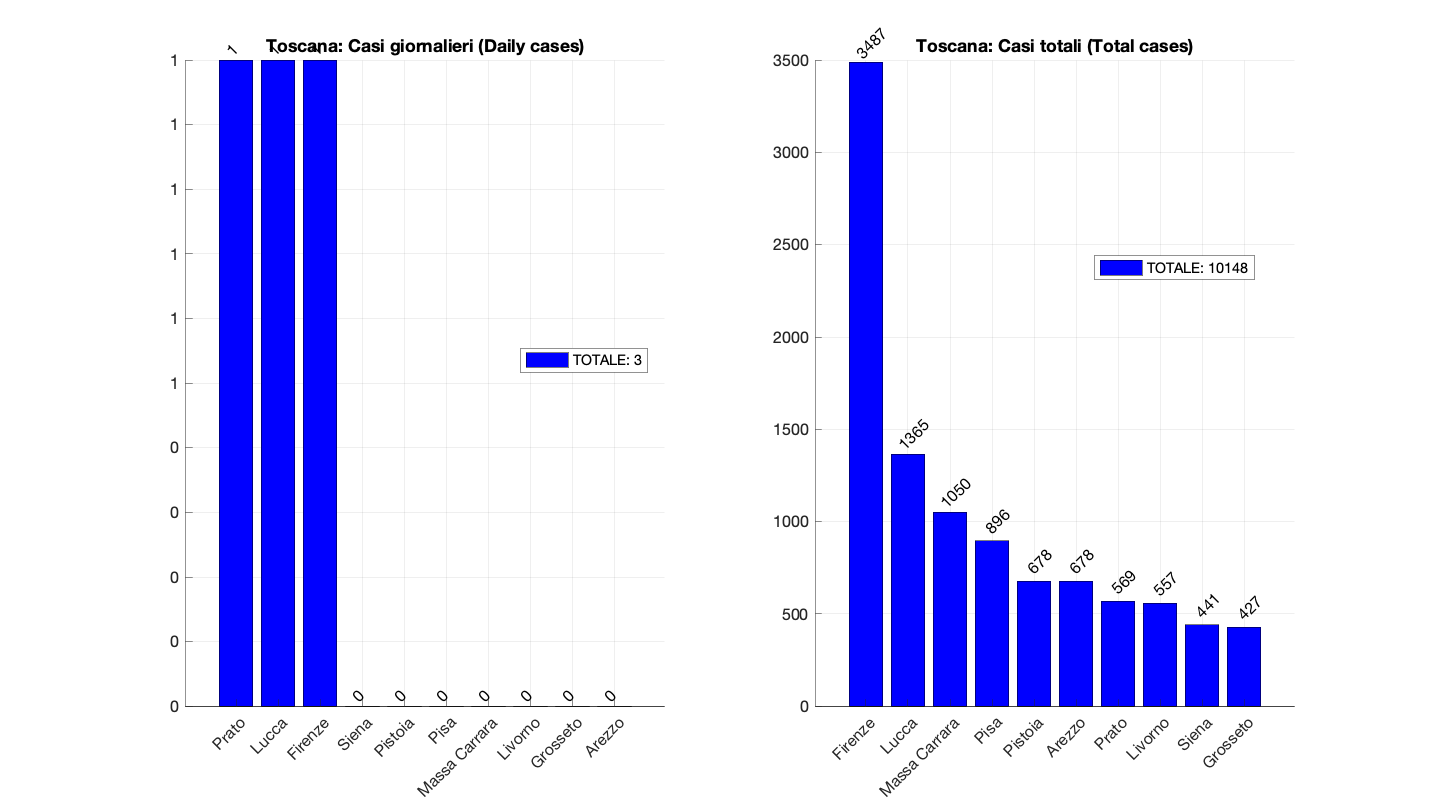 Toscana: Casi giornalieri (Daily cases)
1 1 1
1
1
1
1
1
1
0
0
0
0
0
0 0 0 0 0 0 0
TOTALE: 3
Prato Lucca Firenze Siena Pistoia Pisa Massa Carrara Livorno Grosseto Arezzo
Toscana: Casi totali (Total cases)
3500
3000
2500
2000
1500
1000
500
0
3487 1365 1050 896 678 678 569 557 441 427
TOTALE: 10148
Firenze Lucca Massa Carrara Pisa Pistoia Arezzo Prato Livorno Siena Grosseto